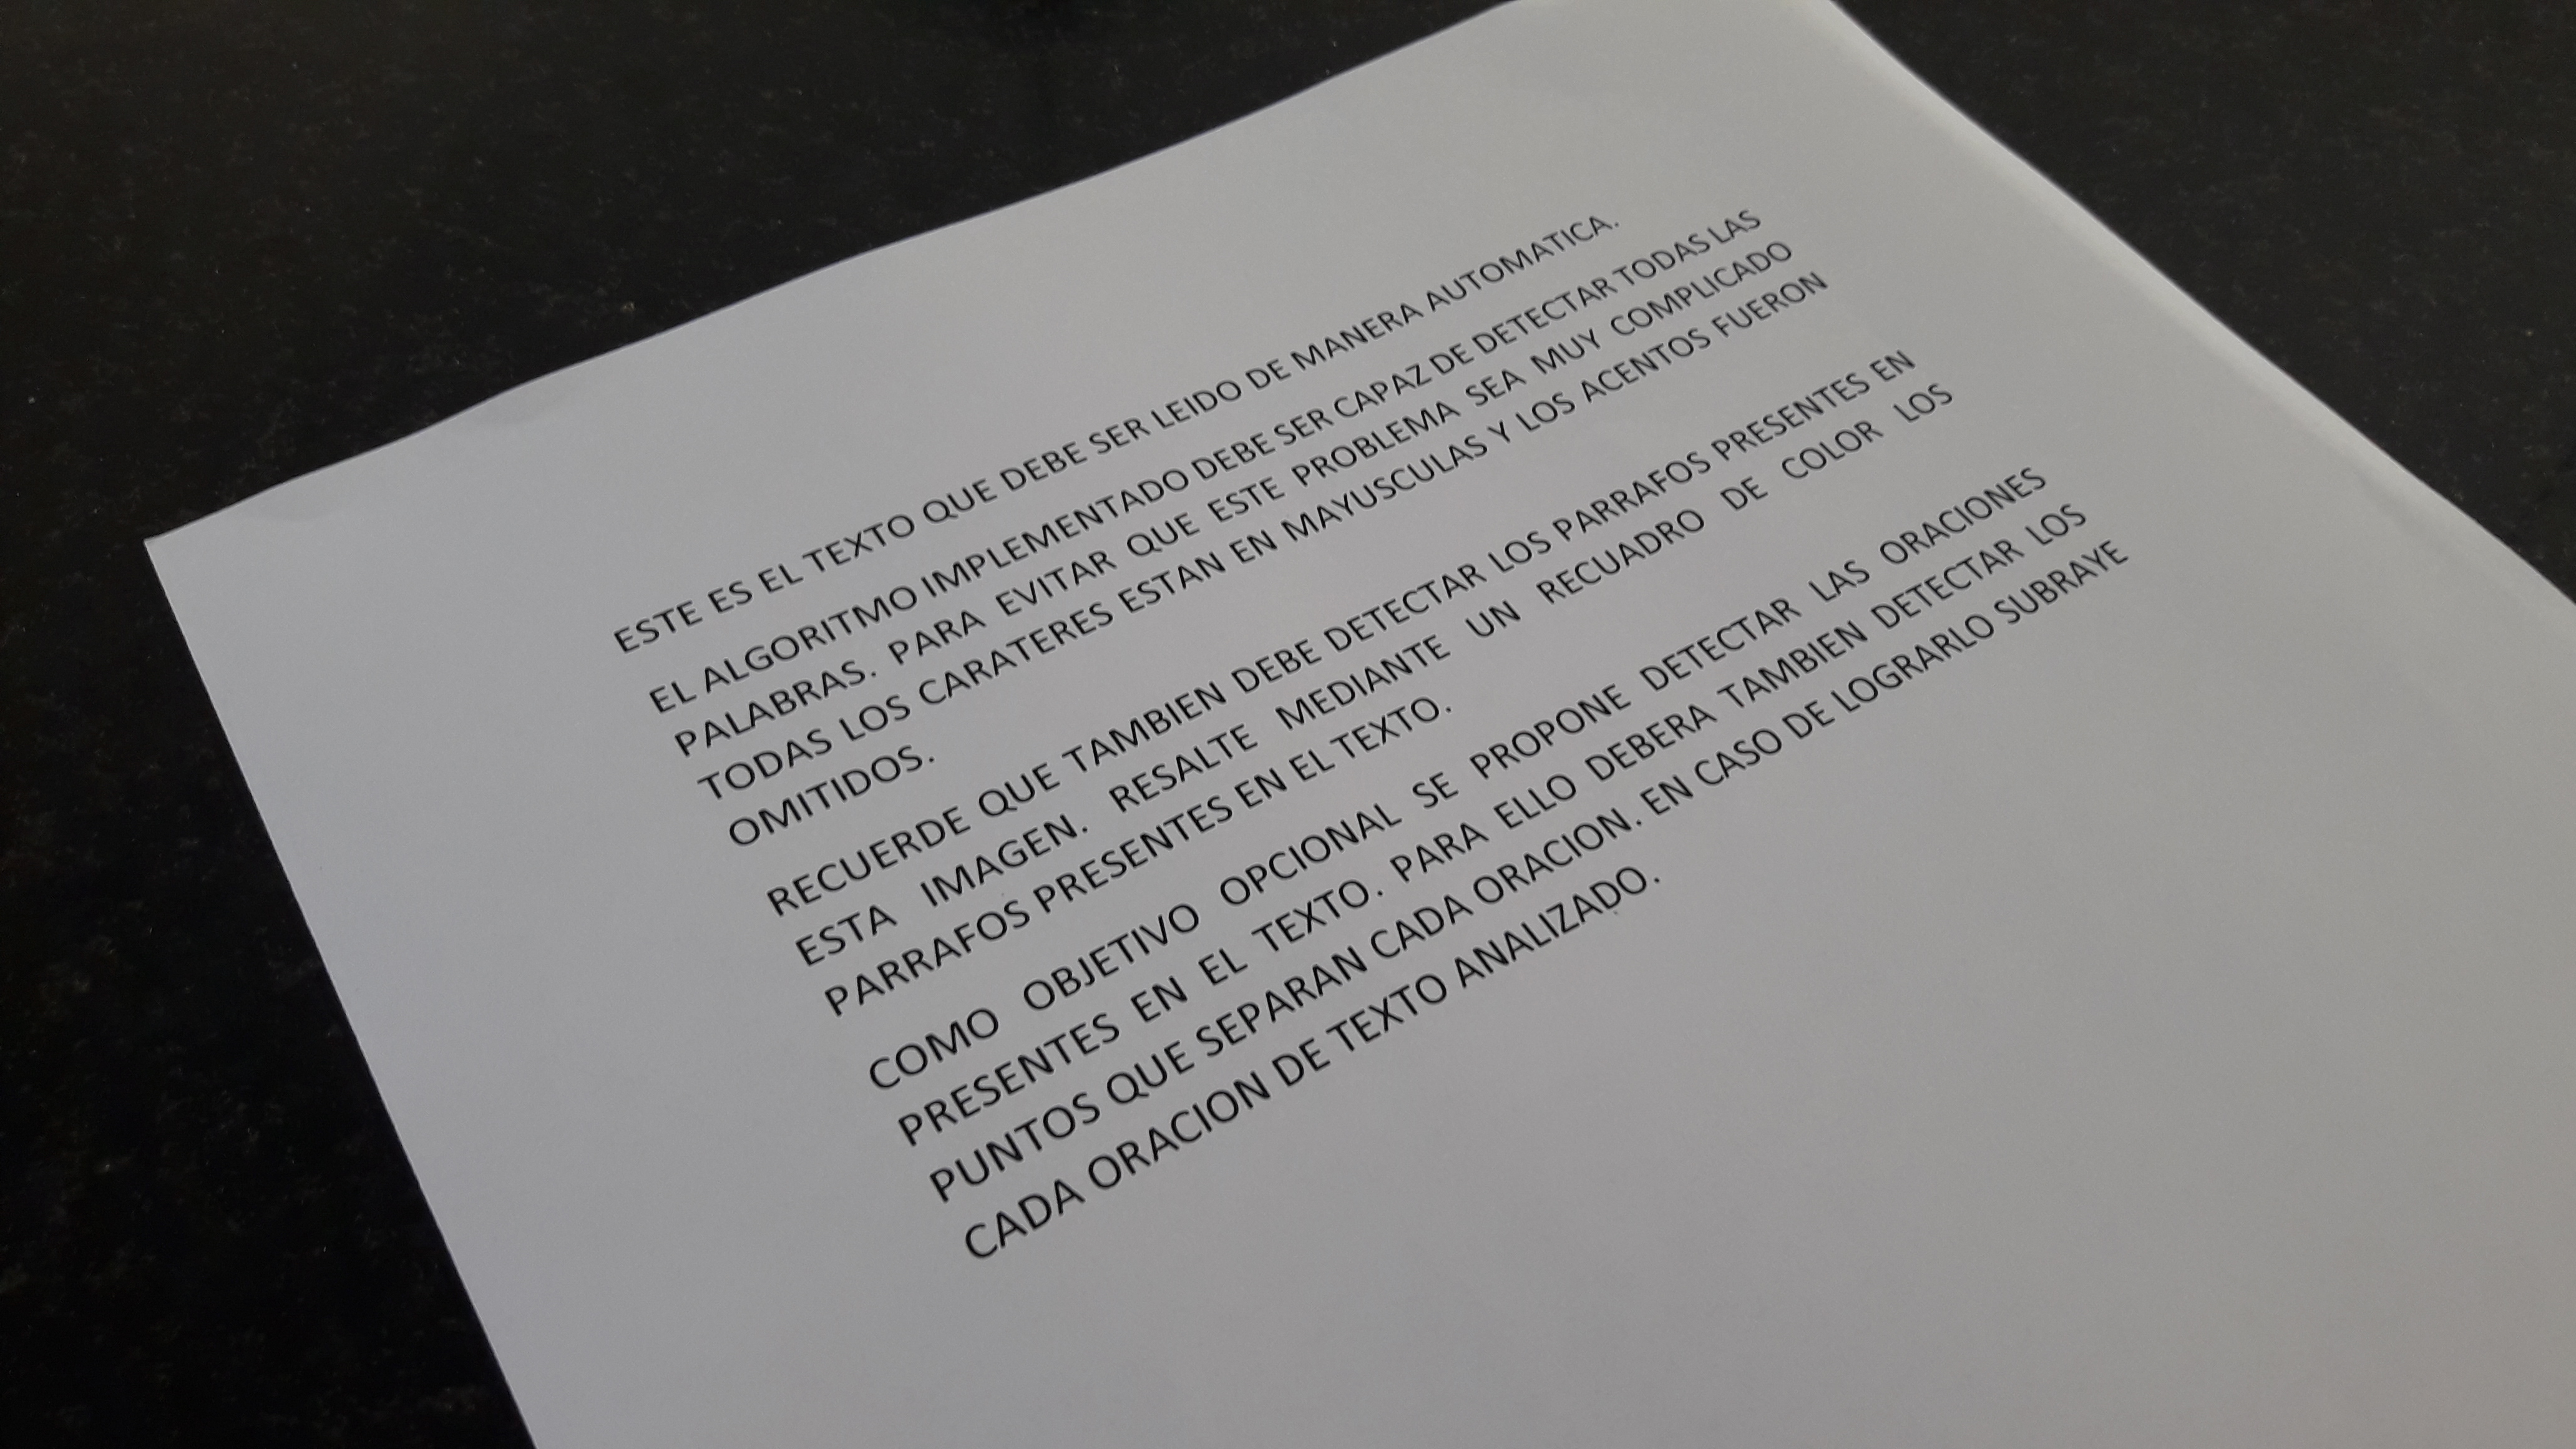 ESTE ES EL TEXTO QUE DEBE SER LEIDO DE MANERA AUTOMATICA.
EL ALGORITMO IMPLEMENTADO DEBE SER CAPAZ DE DETECTAR TODAS LAS
PALABRAS. PARA EVITAR QUE ESTE PROBLEMA SEA MUY COMPLICADO
TODAS LOS CARATERES ESTAN EN MAYUSCULAS Y LOS ACENTOS FUERON
OMITIDOS.
RECUERDE QUE TAMBIEN DEBE DETECTAR LOS PARRAFOS PRESENTES EN
ESTA IMAGEN. RESALTE MEDIANTE UN RECUADRO DE COLOR LOS
PARRAFOS PRESENTES EN EL TEXTO.
COMO OBJETIVO OPCIONAL SE PROPONE DETECTAR LAS ORACIONES
PRESENTES EN EL TEXTO. PARA ELLO DEBERA TAMBIEN DETECTAR LOS
PUNTOS QUE SEPARAN CADA ORACION. EN CASO DE LOGRARLO SUBRAYE
CADA ORACION DE TEXTO ANALIZADO.